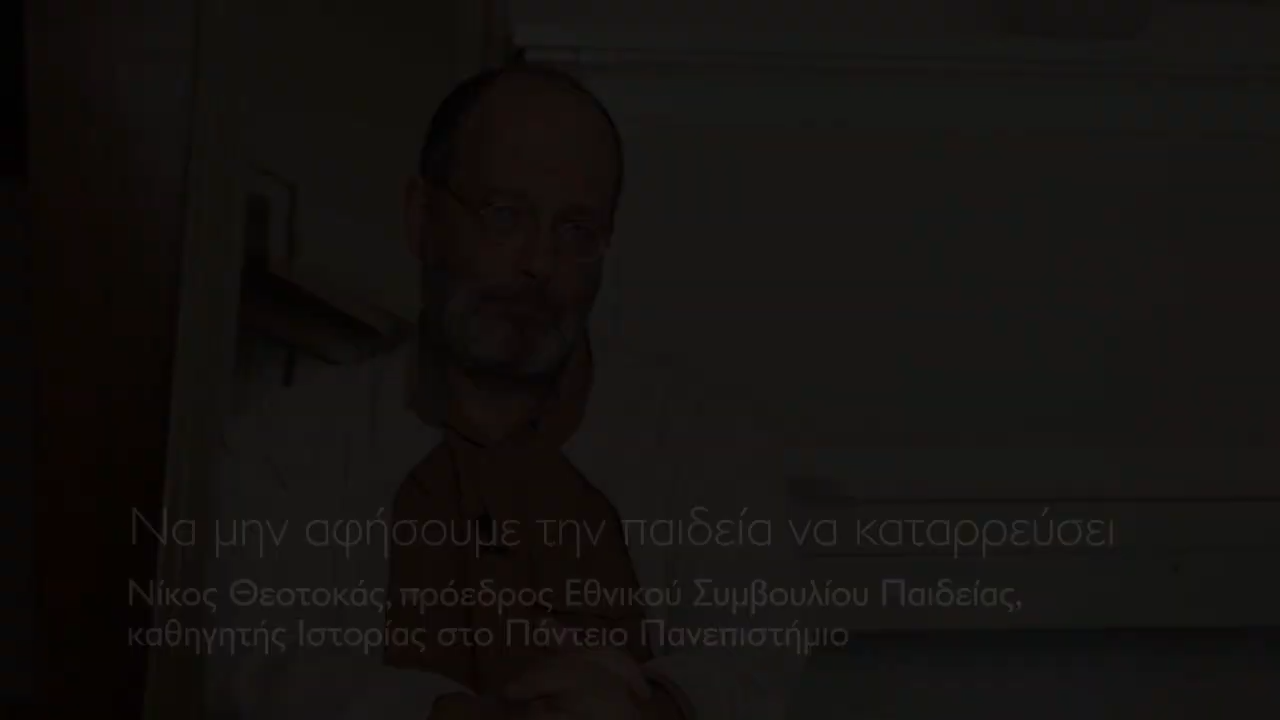 Να μην αφήσουμε την παιδεία να καταρρεύσει
Νίκος Θεοτοκάς, πρόεδρος Εθνικού Συμβουλίου Παιδείας,
καθηγητής Ιστορίας στο Πάντειο Πανεπιστήμιο